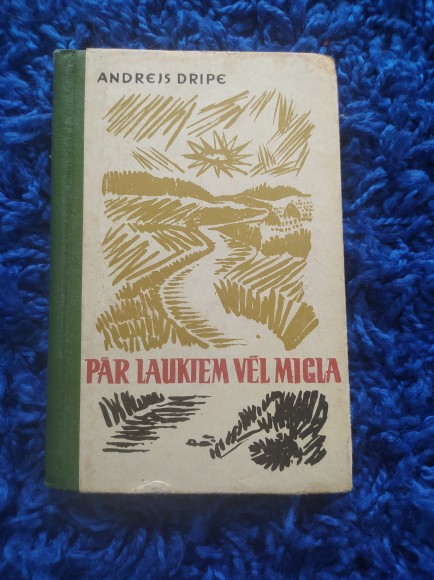 ANDREJS DRIPE
PĀR LAUKIEM VĒL MIGLA